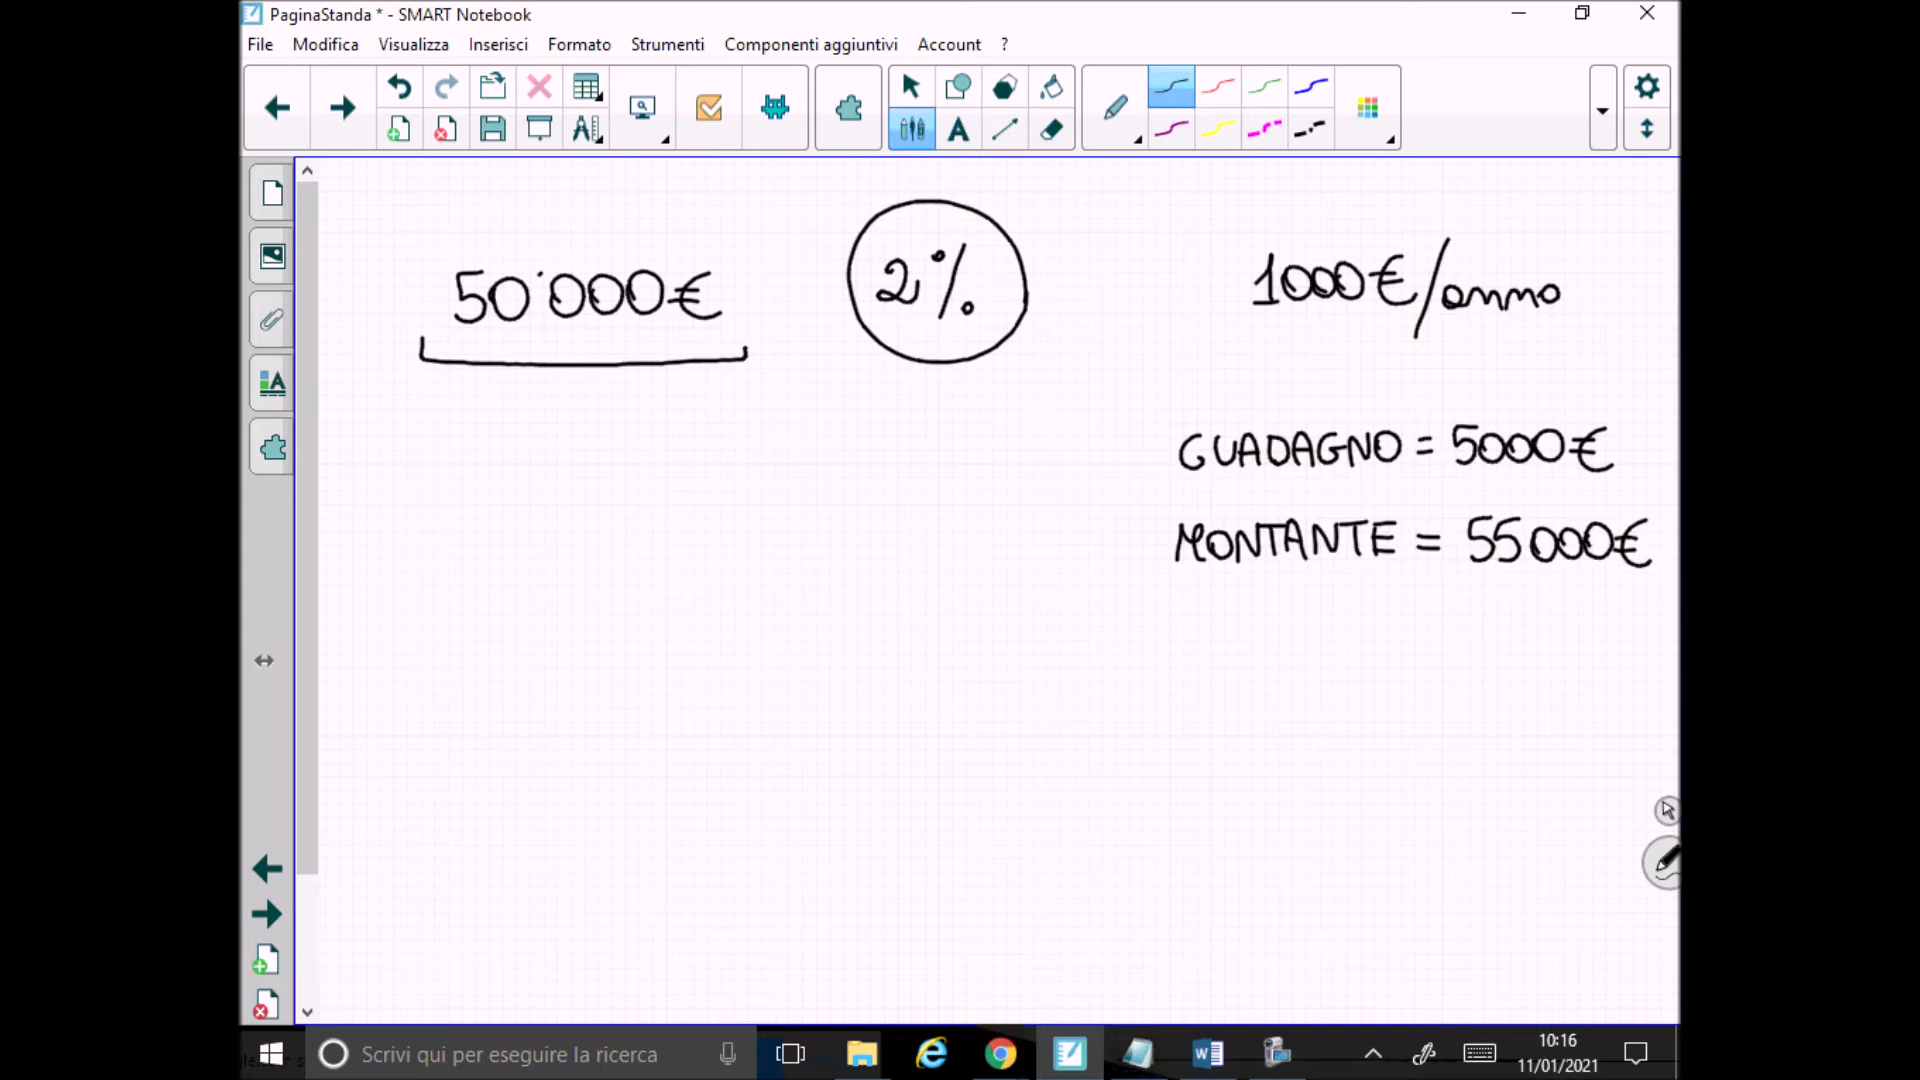 PaginaStanda * - SMART Notebook
File Modifica Visualizza Inserisci Formato Strumenti Componenti aggiuntivi Account ?
50'000€ 2% 1000€/anno
GUADAGNO = 5000€
MONTANTE = 55000€
Scrivi qui per eseguire la ricerca
10:16
11/01/2021